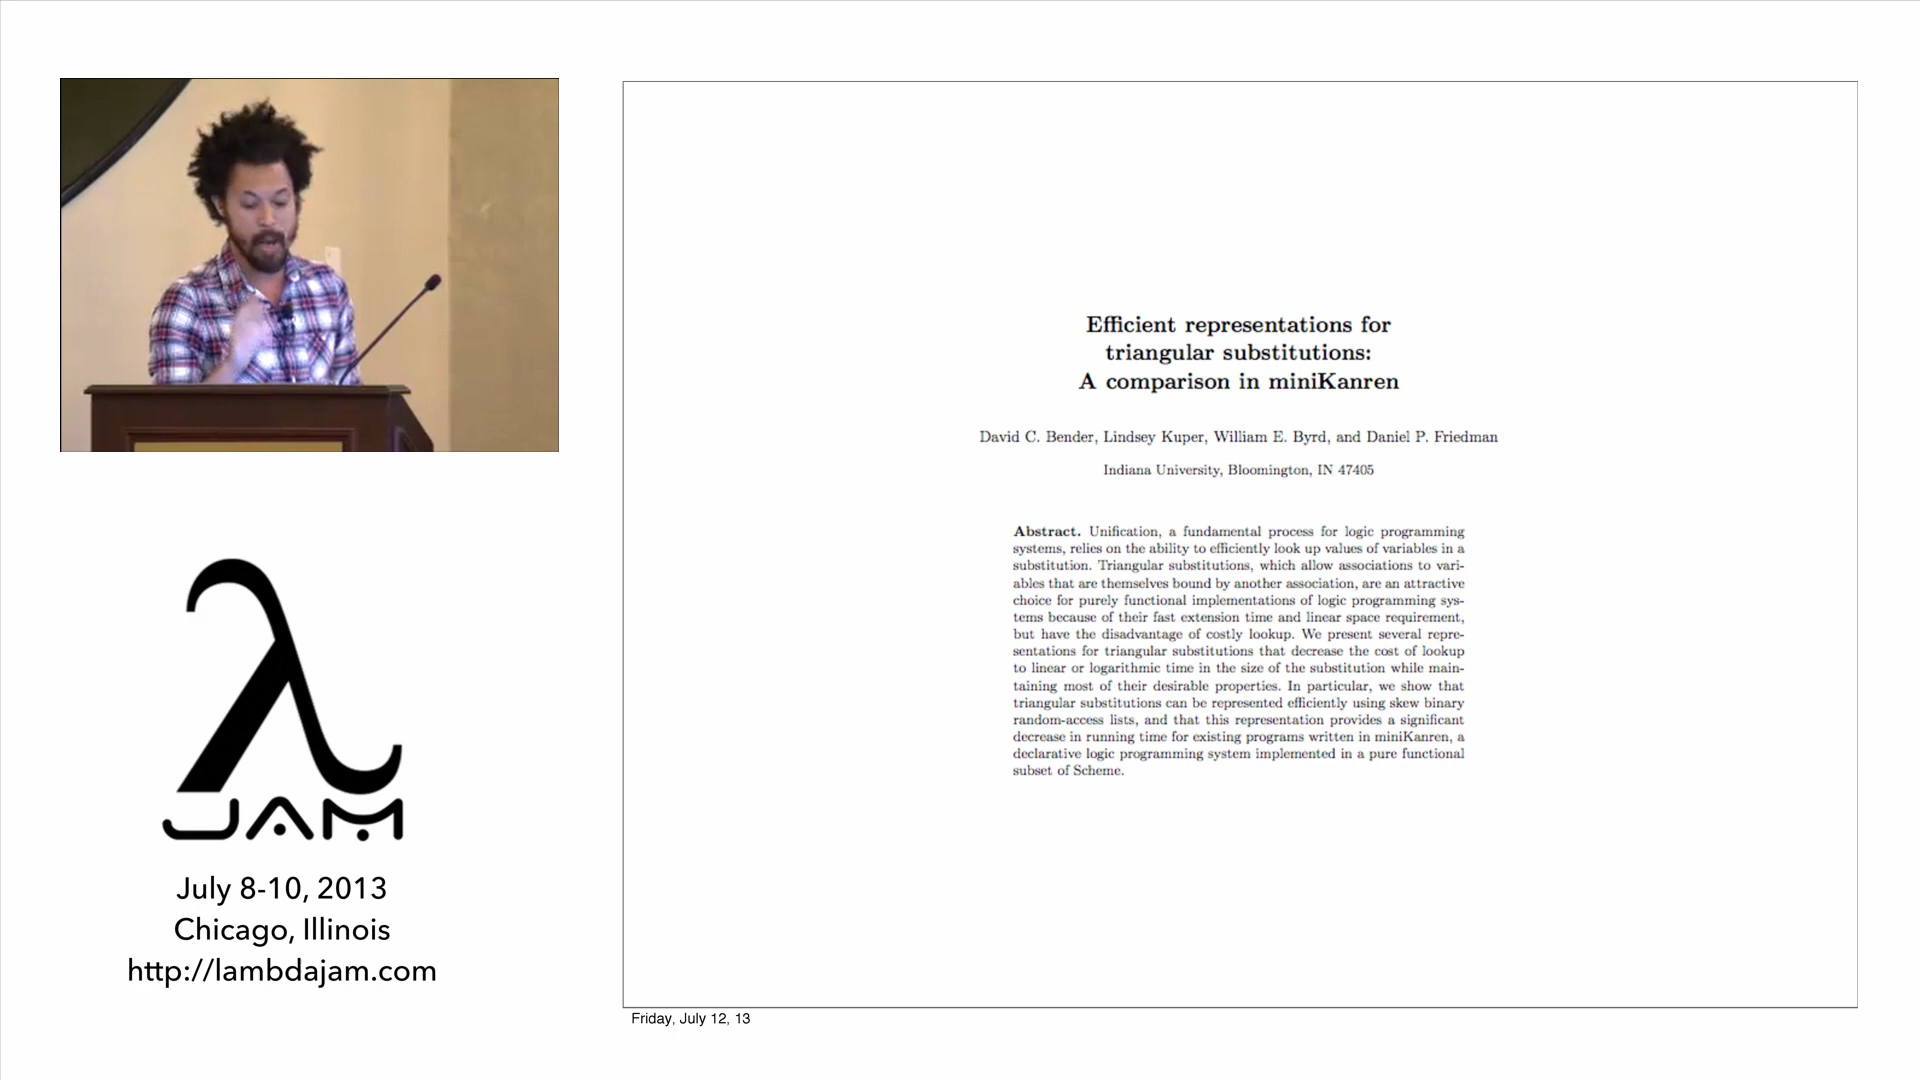 JAM
July 8-10, 2013
Chicago, Illinois
http://lambdajam.com
Efficient representations for
triangular substitutions:
A comparison in miniKanren
David C. Bender, Lindsey Kuper, William E. Byrd, and Daniel P. Friedman
Indiana University, Bloomington, IN 47405
Abstract. Unification, a fundamental process for logic programming
systems, relies on the ability to efficiently look up values of variables in a
substitution. Triangular substitutions, which allow associations to vari-
ables that are themselves bound by another association, are an attractive
choice for purely functional implementations of logic programming sys-
tems because of their fast extension time and linear space requirement,
but have the disadvantage of costly lookup. We present several repre-
sentations for triangular substitutions that decrease the cost of lookup
to linear or logarithmic time in the size of the substitution while main-
taining most of their desirable properties. In particular, we show that
triangular substitutions can be represented efficiently using skew binary
random-access lists, and that this representation provides a significant
decrease in running time for existing programs written in miniKanren, a
declarative logic programming system implemented in a pure functional
subset of Scheme.
Friday, July 12, 13